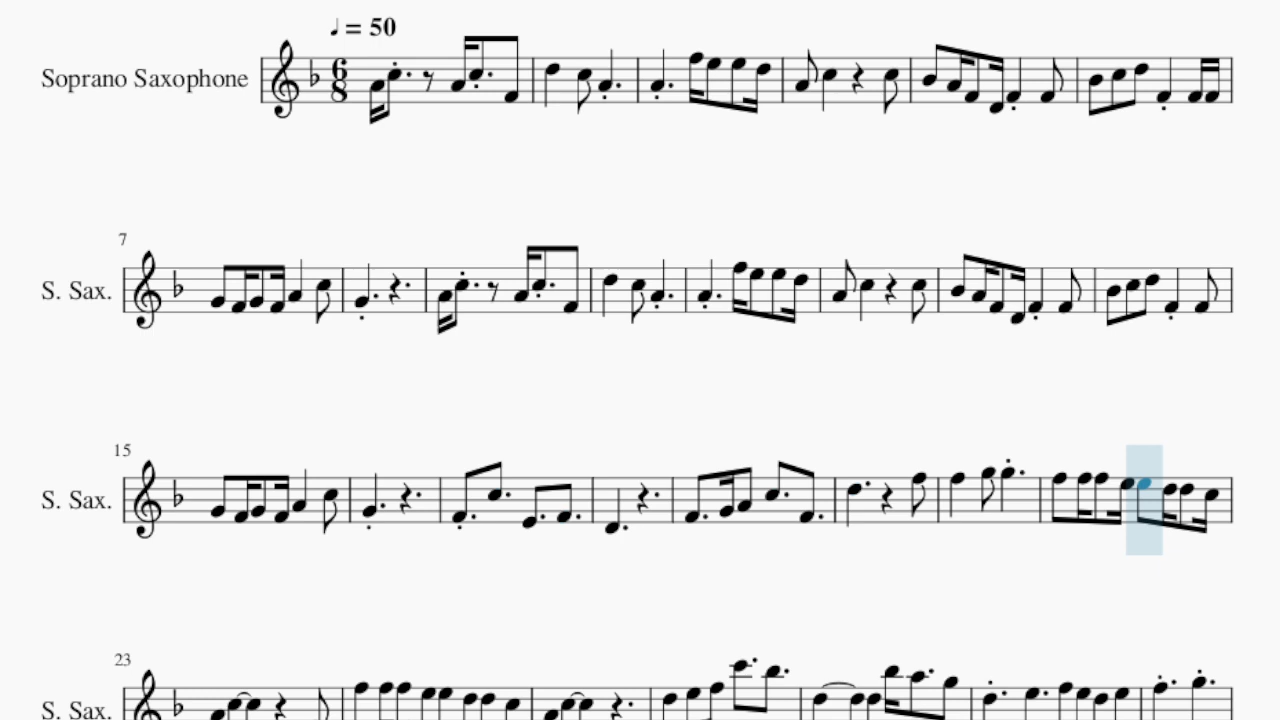 ♩ = 50
Soprano Saxophone
6
8
7
S. Sax.
15
S. Sax.
23
S. Sax.